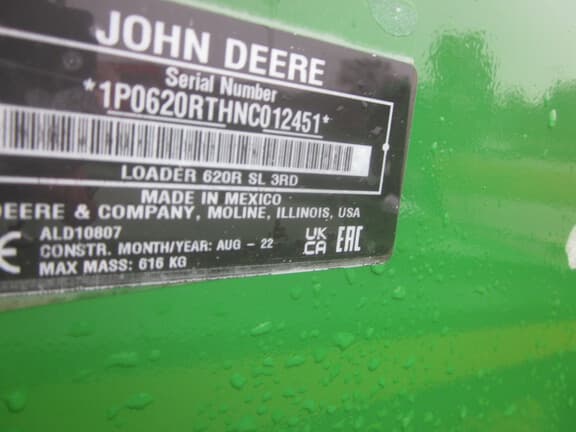 JOHN DEERE
Serial Number
*1P0620RTHNC012451*
LOADER 620R SL 3RD
MADE IN MEXICO
DEERE & COMPANY, MOLINE, ILLINOIS, USA
CE ALD10807
CONSTR. MONTH/YEAR: AUG - 22 UK CA EAC
MAX MASS: 616 KG